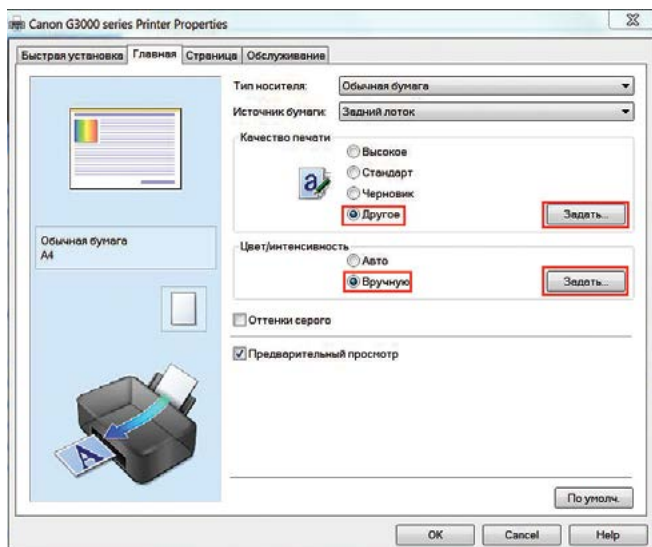 Canon G3000 series Printer Properties
Быстрая установка Главная Страница Обслуживание
Тип носителя: Обычная бумага
Источник бумаги: Задний лоток
Качество печати
Высокое
Стандарт
Черновик
Другое Задать...
Обычная бумага
A4
Цвет/интенсивность
Авто
Вручную Задать...
Оттенки серого
Предварительный просмотр
По умолч.
OK Cancel Help